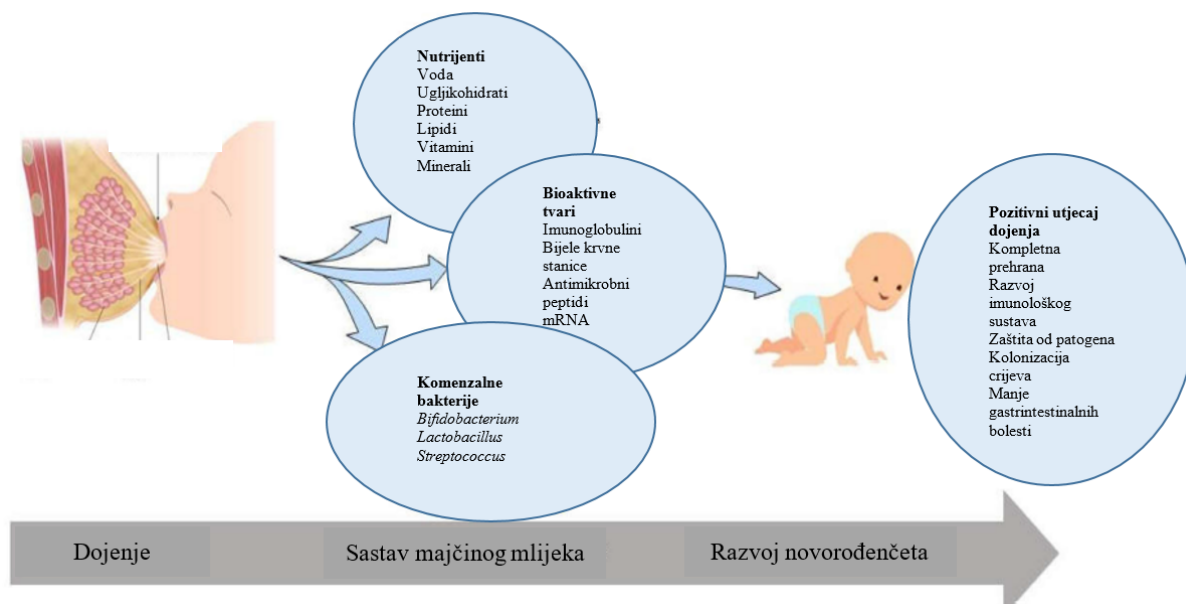 Nutrijenti
Voda
Ugljikohidrati
Proteini
Lipidi
Vitamini
Minerali
Bioaktivne
tvari
Imunoglobulini
Bijele krvne
stanice
Antimikrobni
peptidi
mRNA
Komenzalne
bakterije
Bifidobacterium
Lactobacillus
Streptococcus
Pozitivni utjecaj
dojenja
Kompletna
prehrana
Razvoj
imunološkog
sustava
Zaštita od patogena
Kolonizacija
crijeva
Manje
gastrintestinalnih
bolesti
Dojenje
Sastav majčinog mlijeka
Razvoj novorođenčeta